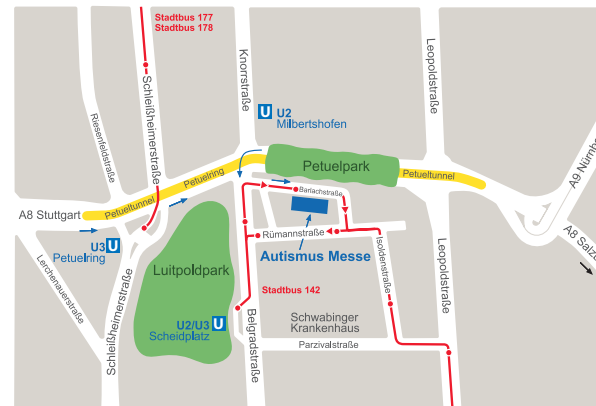 Stadtbus 177
Stadtbus 178
Knorrstraße
Leopoldstraße
Schleißheimerstraße
Riesenfeldstraße
U U2
Milbertshofen
A9 Nürnb
Petuelpark
Petuelring
Petueltunnel
Petueltunnel
Berlachstraße
A8 Stuttgart
U3 U
Petuelring
Rümannstraße
Autismus Messe
Isoldenstraße
Leopoldstraße
A8 Salzb
Lerchenauerstraße
Luitpoldpark
Schleißheimerstraße
Stadtbus 142
U2/U3 U
Scheidplatz
Belgradstraße
Schwabinger
Krankenhaus
Parzivalstraße